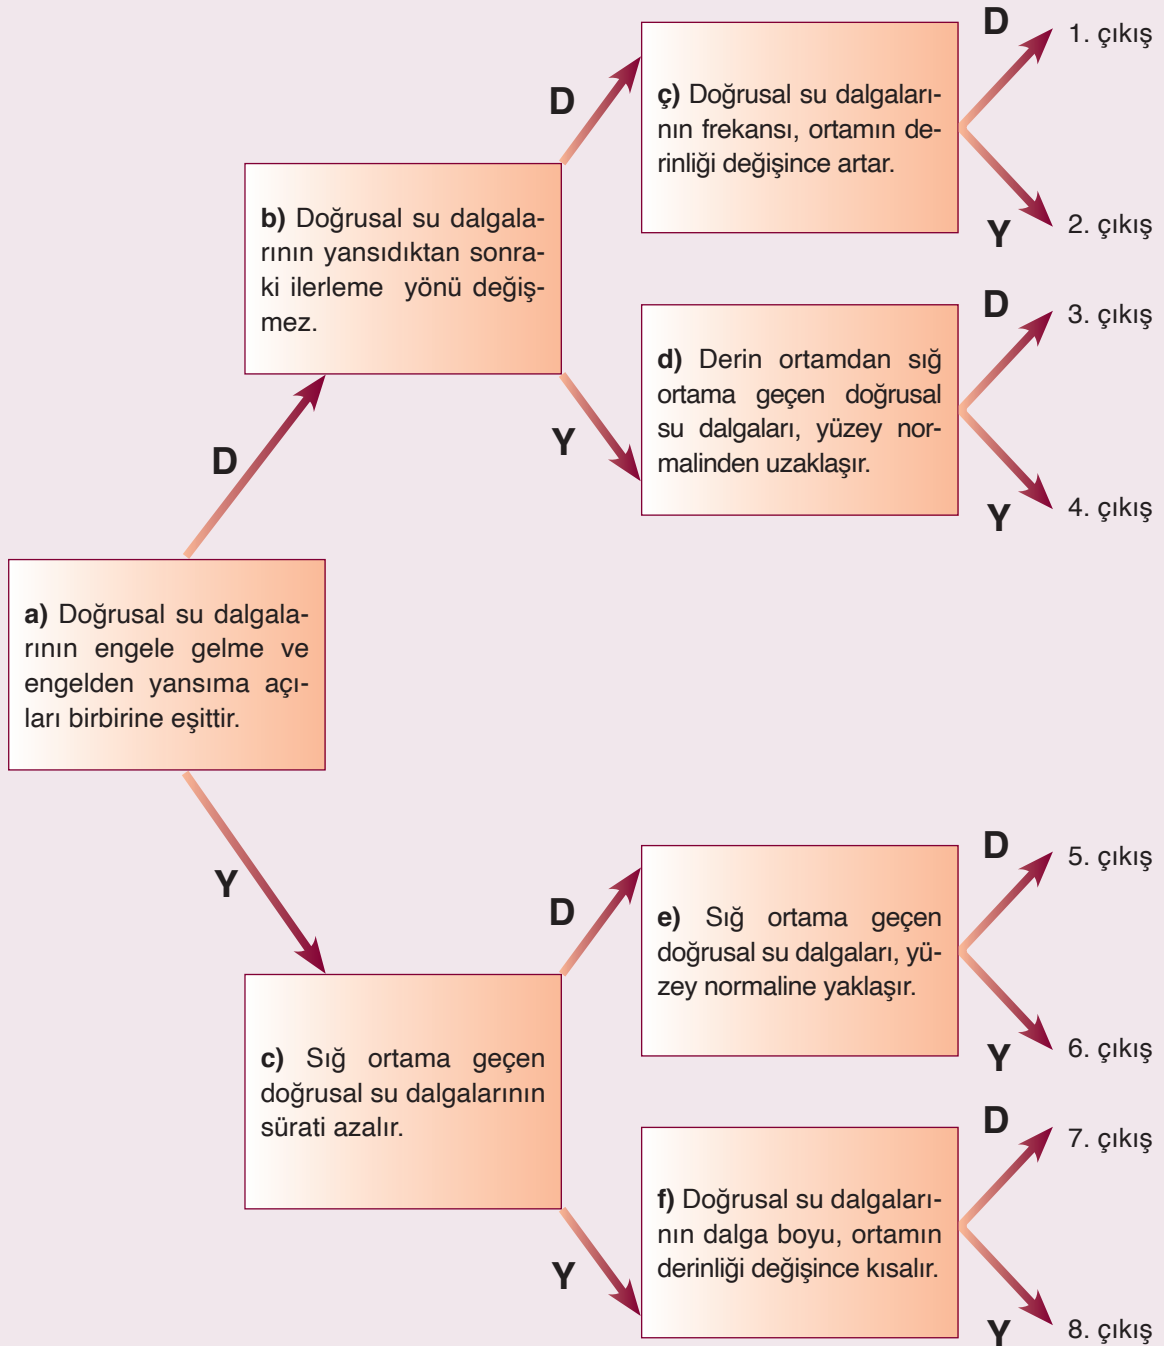 D
1. çıkış
ç) Doğrusal su dalgaları-
nın frekansı, ortamın de-
rinliği değişince artar.
D
Y
2. çıkış
b) Doğrusal su dalgala-
rının yansıdıktan sonra-
ki ilerleme yönü değiş-
mez.
D
3. çıkış
d) Derin ortamdan sığ
ortama geçen doğrusal
su dalgaları, yüzey nor-
malinden uzaklaşır.
Y
D
Y
4. çıkış
a) Doğrusal su dalgala-
rının engele gelme ve
engelden yansıma açı-
ları birbirine eşittir.
Y
D
5. çıkış
e) Sığ ortama geçen
doğrusal su dalgaları, yü-
zey normaline yaklaşır.
D
Y
6. çıkış
c) Sığ ortama geçen
doğrusal su dalgalarının
sürati azalır.
D
7. çıkış
f) Doğrusal su dalgaları-
nın dalga boyu, ortamın
derinliği değişince kısalır.
Y
Y
8. çıkış